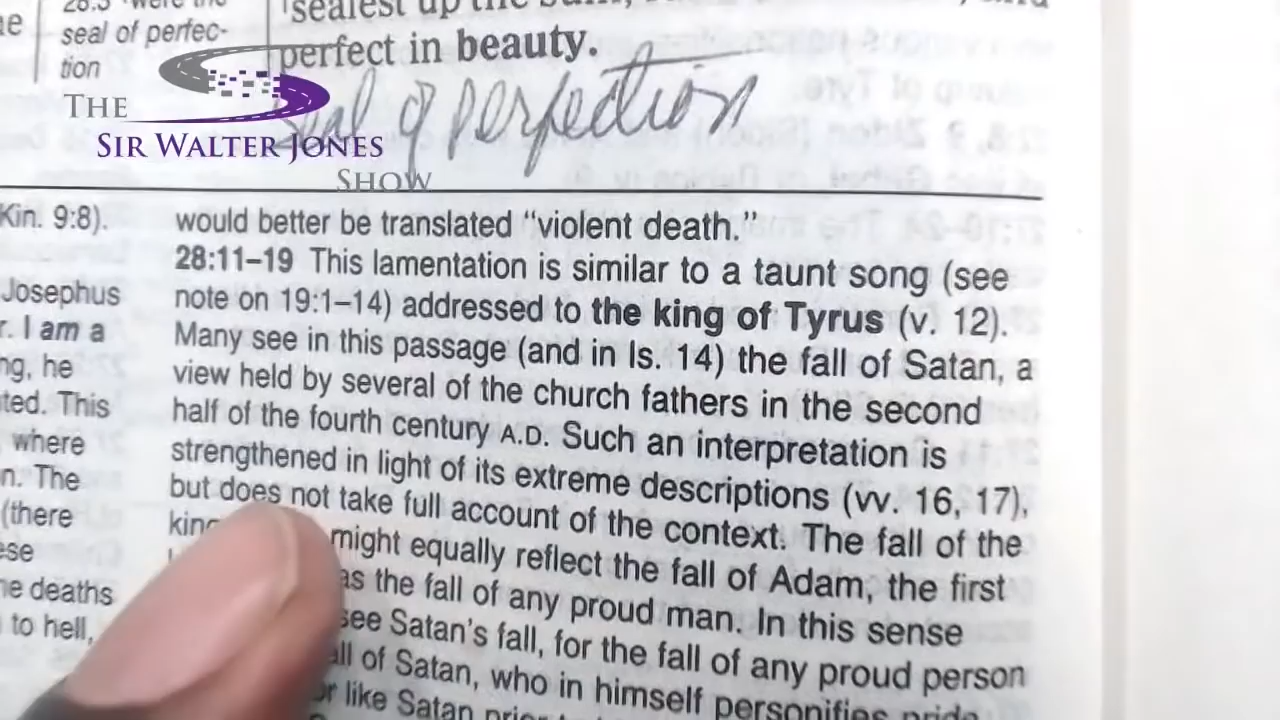 28:3 were the
seal of perfec-
tion
sealest up the sum,
perfect in beauty.
Seal of perfection
THE
SIR WALTER JONES
SHOW
Kin. 9:8).
Josephus
r. I am a
ng, he
ted. This
where
n. The
(there
ese
ne deaths
to hell,
would better be translated “violent death.”
28:11–19 This lamentation is similar to a taunt song (see
note on 19:1–14) addressed to the king of Tyrus (v. 12).
Many see in this passage (and in Is. 14) the fall of Satan, a
view held by several of the church fathers in the second
half of the fourth century A.D. Such an interpretation is
strengthened in light of its extreme descriptions (vv. 16, 17),
but does not take full account of the context. The fall of the
king might equally reflect the fall of Adam, the first
as the fall of any proud man. In this sense
see Satan's fall, for the fall of any proud person
all of Satan, who in himself personifies pride
or like Satan prior